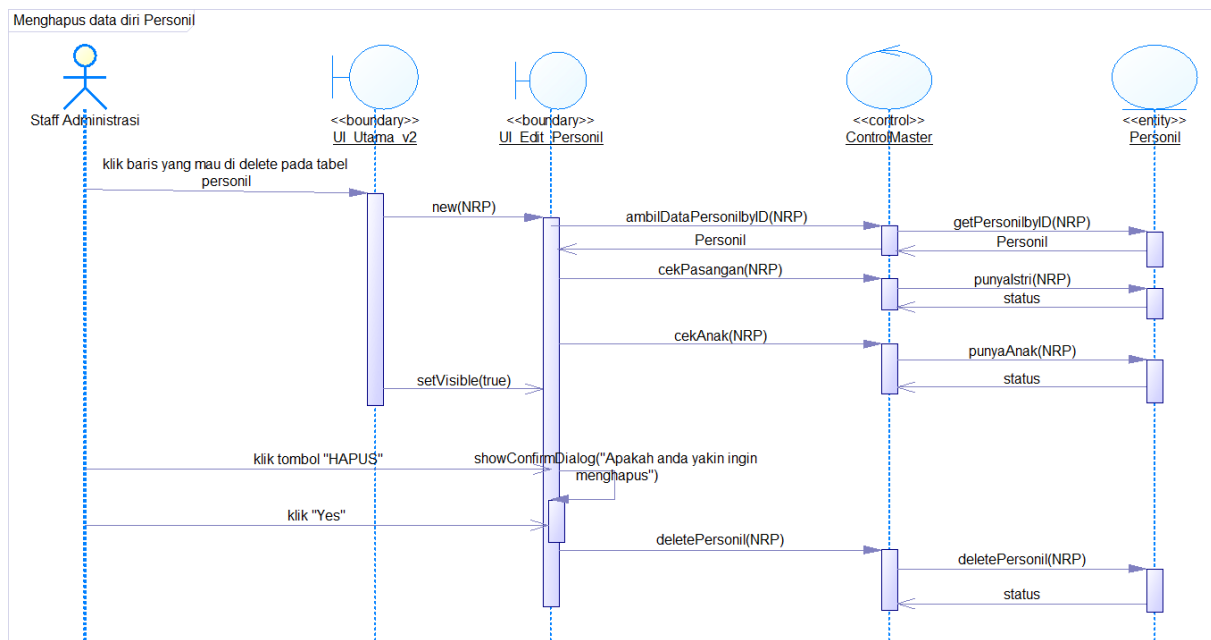 Menghapus data diri Personil
Staff Administrasi
<<boundary>>
UI_Utama_v2
<<boundary>>
UI_Edit_Personil
<<control>>
ControlMaster
<<entity>>
Personil
klik baris yang mau di delete pada tabel
personil
new(NRP)
ambilDataPersonilbyID(NRP)
getPersonilbyID(NRP)
Personil
Personil
cekPasangan(NRP)
punyaIstri(NRP)
status
cekAnak(NRP)
punyaAnak(NRP)
setVisible(true)
status
klik tombol "HAPUS"
showConfirmDialog("Apakah anda yakin ingin
menghapus")
klik "Yes"
deletePersonil(NRP)
deletePersonil(NRP)
status